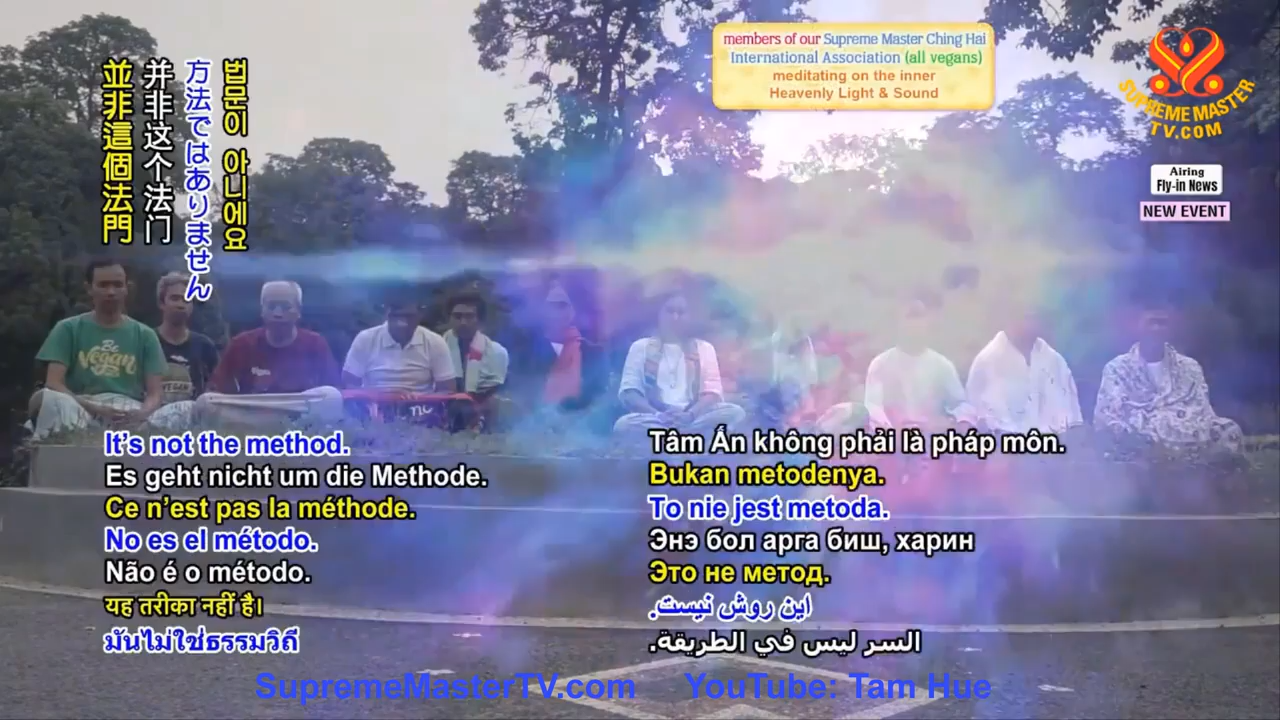 members of our Supreme Master Ching Hai
International Association (all vegans)
meditating on the inner
Heavenly Light & Sound
SUPREME MASTER
TV.COM
Airing
Fly-in News
NEW EVENT
並非這個法門
并非这个法门
方法ではありません
법문이 아니에요
Be
Vegan
VEGAN
It's not the method.
Es geht nicht um die Methode.
Ce n'est pas la méthode.
No es el método.
Não é o método.
यह तरीका नहीं है।
มันไม่ใช่ธรรมวิถี
Tâm Ấn không phải là pháp môn.
Bukan metodenya.
To nie jest metoda.
Энэ бол арга биш, харин
Это не метод.
این روش نیست.
السر ليس في الطريقة.
SupremeMasterTV.com YouTube: Tam Hue